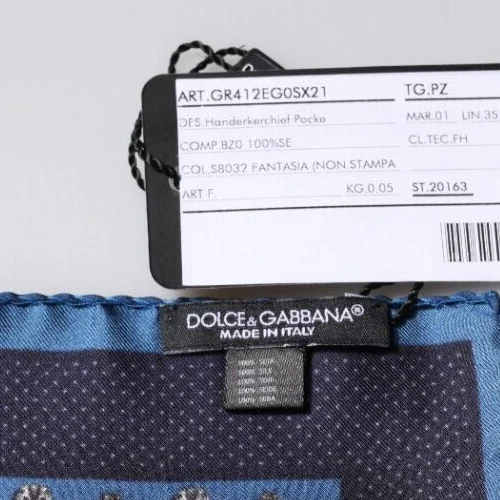 ART.GR412EG0SX21 TG.PZ
DES.Handerkerchief Pocke MAR.01 LIN.35
COMP.BZ0 100%SE CL.TEC.FH
COL.S8032 FANTASIA (NON STAMPA
ART F. KG.0.05 ST.20163
DOLCE&GABBANA®
MADE IN ITALY
100% SETA
100% SILK
100% SOIE
100% SEIDE
100% SEDA